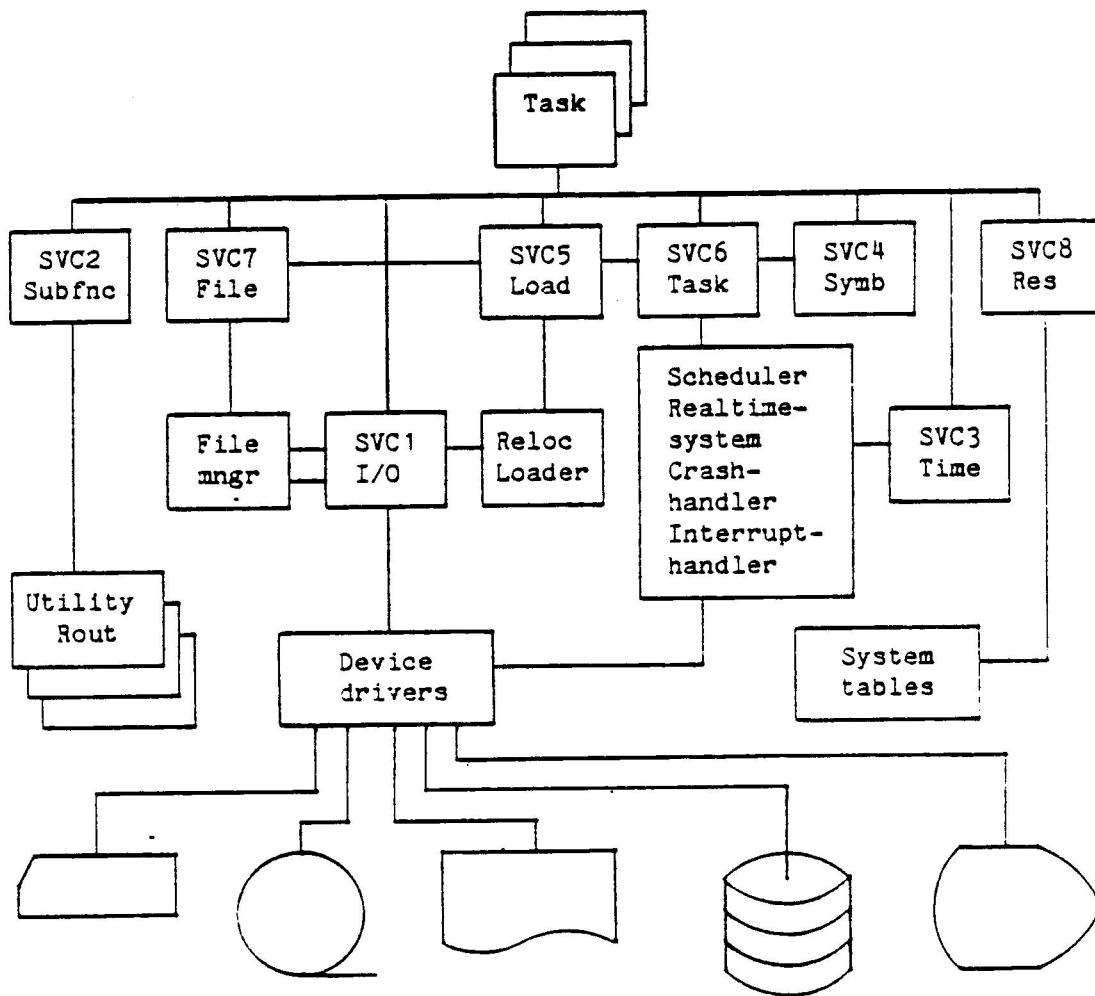 Task
SVC2
Subfnc
SVC7
File
SVC5
Load
SVC6
Task
SVC4
Symb
SVC8
Res
File
mngr
SVC1
I/O
Reloc
Loader
Scheduler
Realtime-
system
Crash-
handler
Interrupt-
handler
SVC3
Time
Utility
Rout
Device
drivers
System
tables